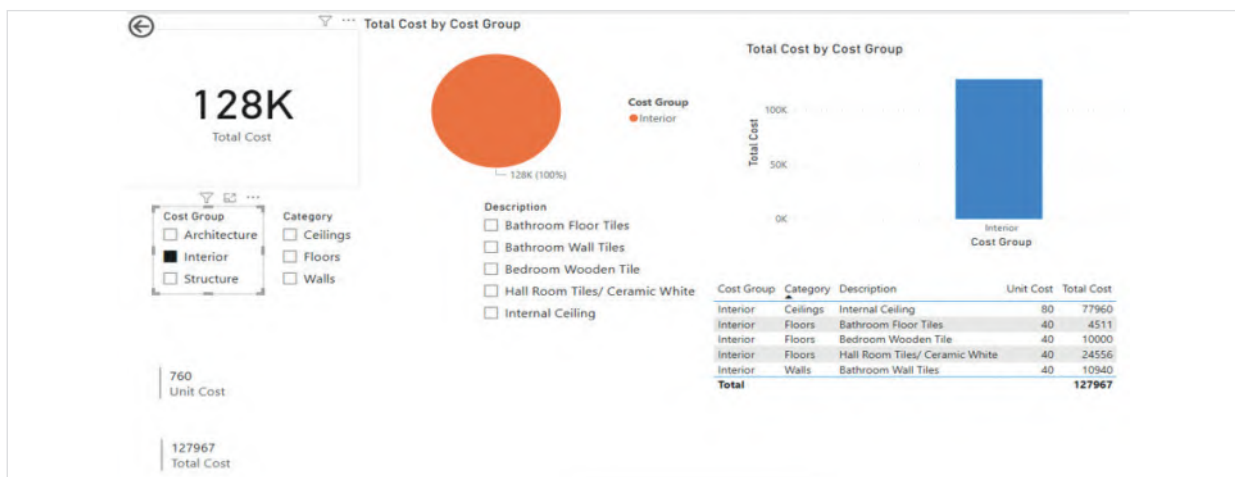 Total Cost by Cost Group
128K
Total Cost
Cost Group
Interior
128K (100%)
Total Cost by Cost Group
Total Cost
100K
50K
0K
Interior
Cost Group
Cost Group
Architecture
Interior
Structure
Category
Ceilings
Floors
Walls
Description
Bathroom Floor Tiles
Bathroom Wall Tiles
Bedroom Wooden Tile
Hall Room Tiles/ Ceramic White
Internal Ceiling
Cost Group Category Description Unit Cost Total Cost
Interior Ceilings Internal Ceiling 80 77960
Interior Floors Bathroom Floor Tiles 40 4511
Interior Floors Bedroom Wooden Tile 40 10000
Interior Floors Hall Room Tiles/ Ceramic White 40 24556
Interior Walls Bathroom Wall Tiles 40 10940
Total 127967
760
Unit Cost
127967
Total Cost